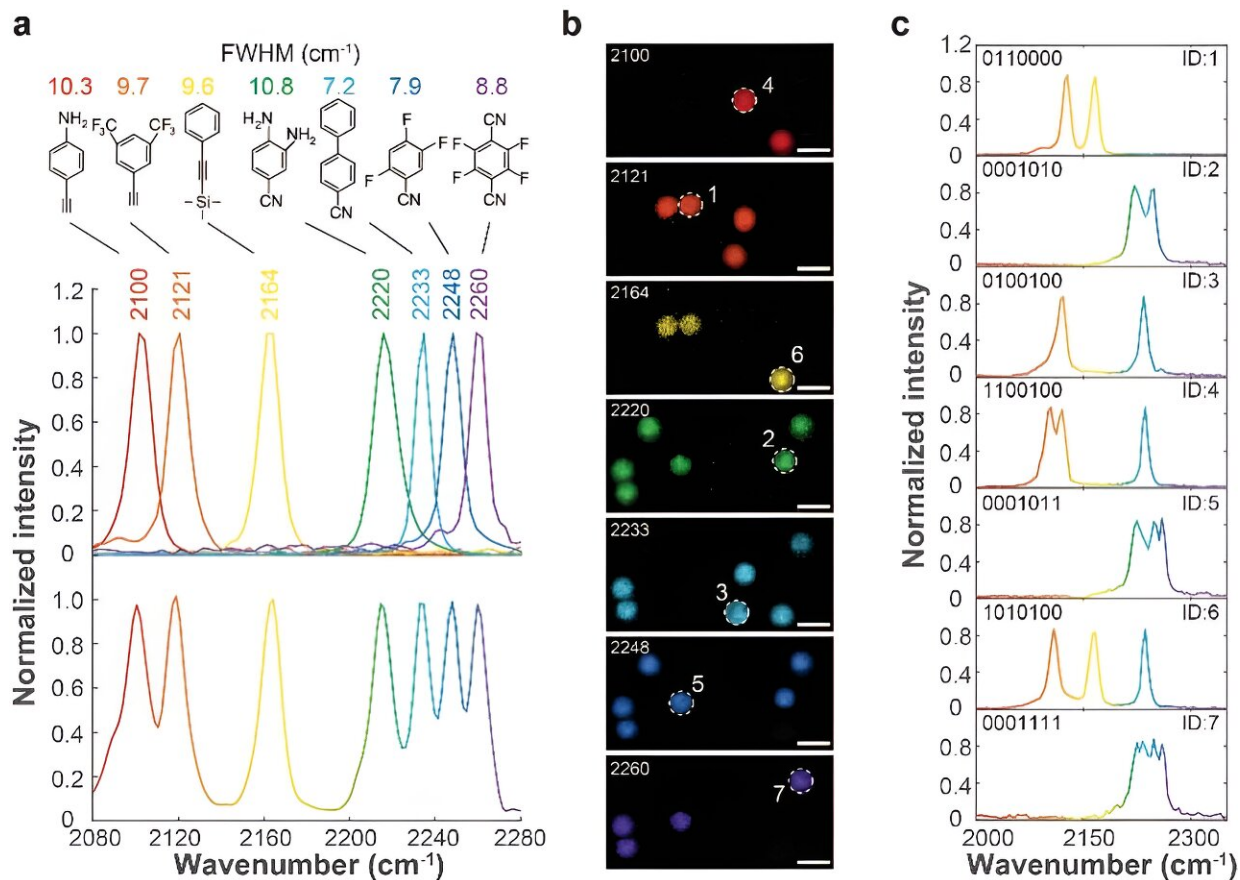 a
FWHM (cm⁻¹)
10.3 9.7 9.6 10.8 7.2 7.9 8.8
NH₂
F₃C CF₃
Si
H₂N NH₂
CN
CN
F F F CN
CN F F F F CN
2100 2121 2164 2220 2233 2248 2260
1.2
1.0
0.8
0.6
0.4
0.2
0
1.0
0.8
0.6
0.4
0.2
0
Normalized intensity
2080 2120 2160 2200 2240 2280
Wavenumber (cm⁻¹)
b
2100
4
2121
1
2164
6
2220
2
2233
3
2248
5
2260
7
c
1.2
0.8
0.4
0
0110000 ID:1
0.8
0.4
0
0001010 ID:2
0.8
0.4
0
0100100 ID:3
0.8
0.4
0
1100100 ID:4
0.8
0.4
0
0001011 ID:5
0.8
0.4
0
1010100 ID:6
0.8
0.4
0
0001111 ID:7
Normalized intensity
2000 2150 2300
Wavenumber (cm⁻¹)